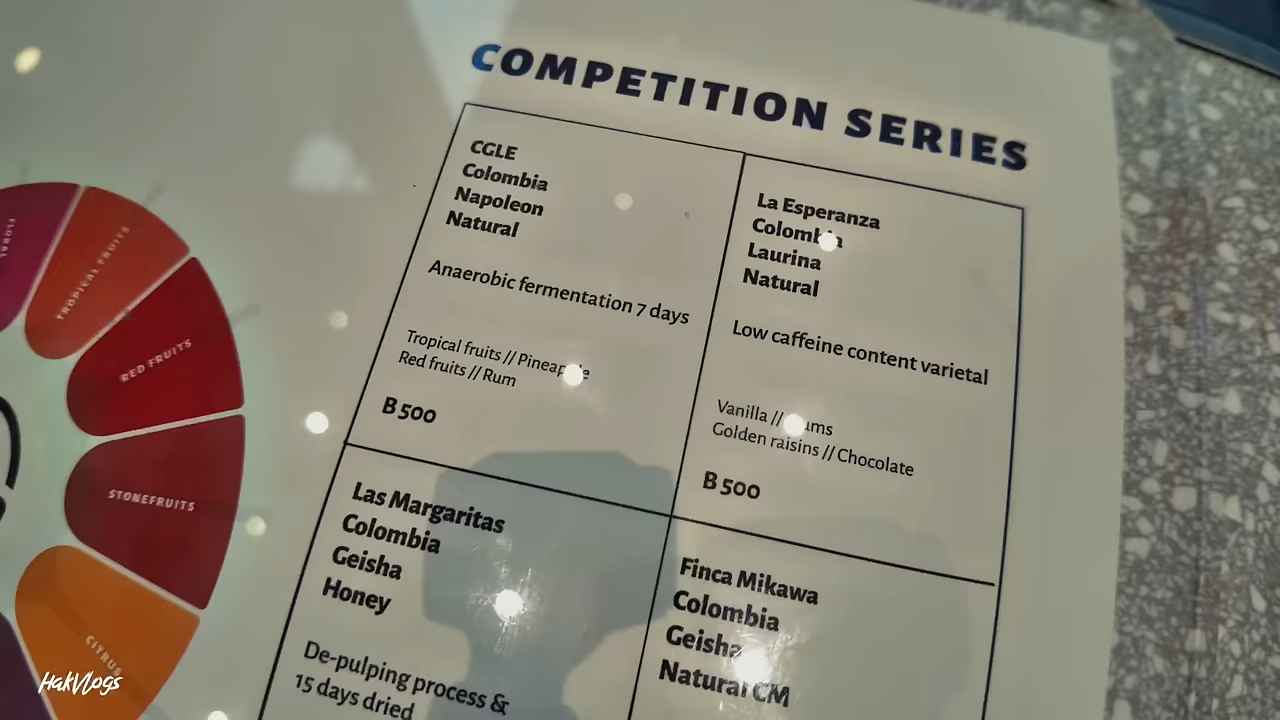 COMPETITION SERIES
CGLE
Colombia
Napoleon
Natural
Anaerobic fermentation 7 days
Tropical fruits // Pineapple
Red fruits // Rum
B 500
La Esperanza
Colombia
Laurina
Natural
Low caffeine content varietal
Vanilla //
Golden raisins // Chocolate
B 500
Las Margaritas
Colombia
Geisha
Honey
De-pulping process &
15 days dried
Finca Mikawa
Colombia
Geisha
Natural CM
FLORAL
TROPICAL FRUITS
RED FRUITS
STONEFRUITS
CITRUS
HakVlogs